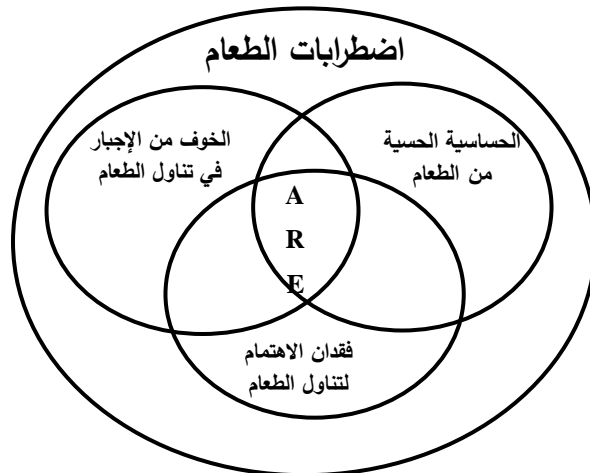 اضطرابات الطعام
الحساسية الحسية
من الطعام
الخوف من الإجبار
في تناول الطعام
A
R
E
فقدان الاهتمام
لتناول الطعام